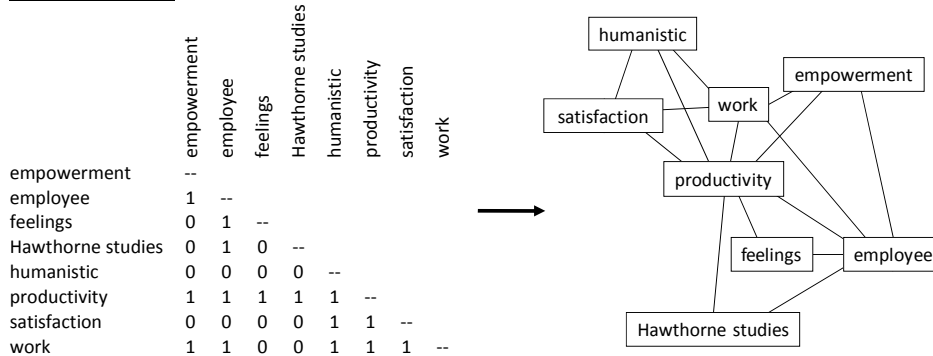 empowerment
employee
feelings
Hawthorne studies
humanistic
productivity
satisfaction
work
empowerment --
employee 1 --
feelings 0 1 --
Hawthorne studies 0 1 0 --
humanistic 0 0 0 0 --
productivity 1 1 1 1 1 --
satisfaction 0 0 0 0 1 1 --
work 1 1 0 0 1 1 1 --
humanistic
empowerment
work
satisfaction
productivity
feelings
employee
Hawthorne studies